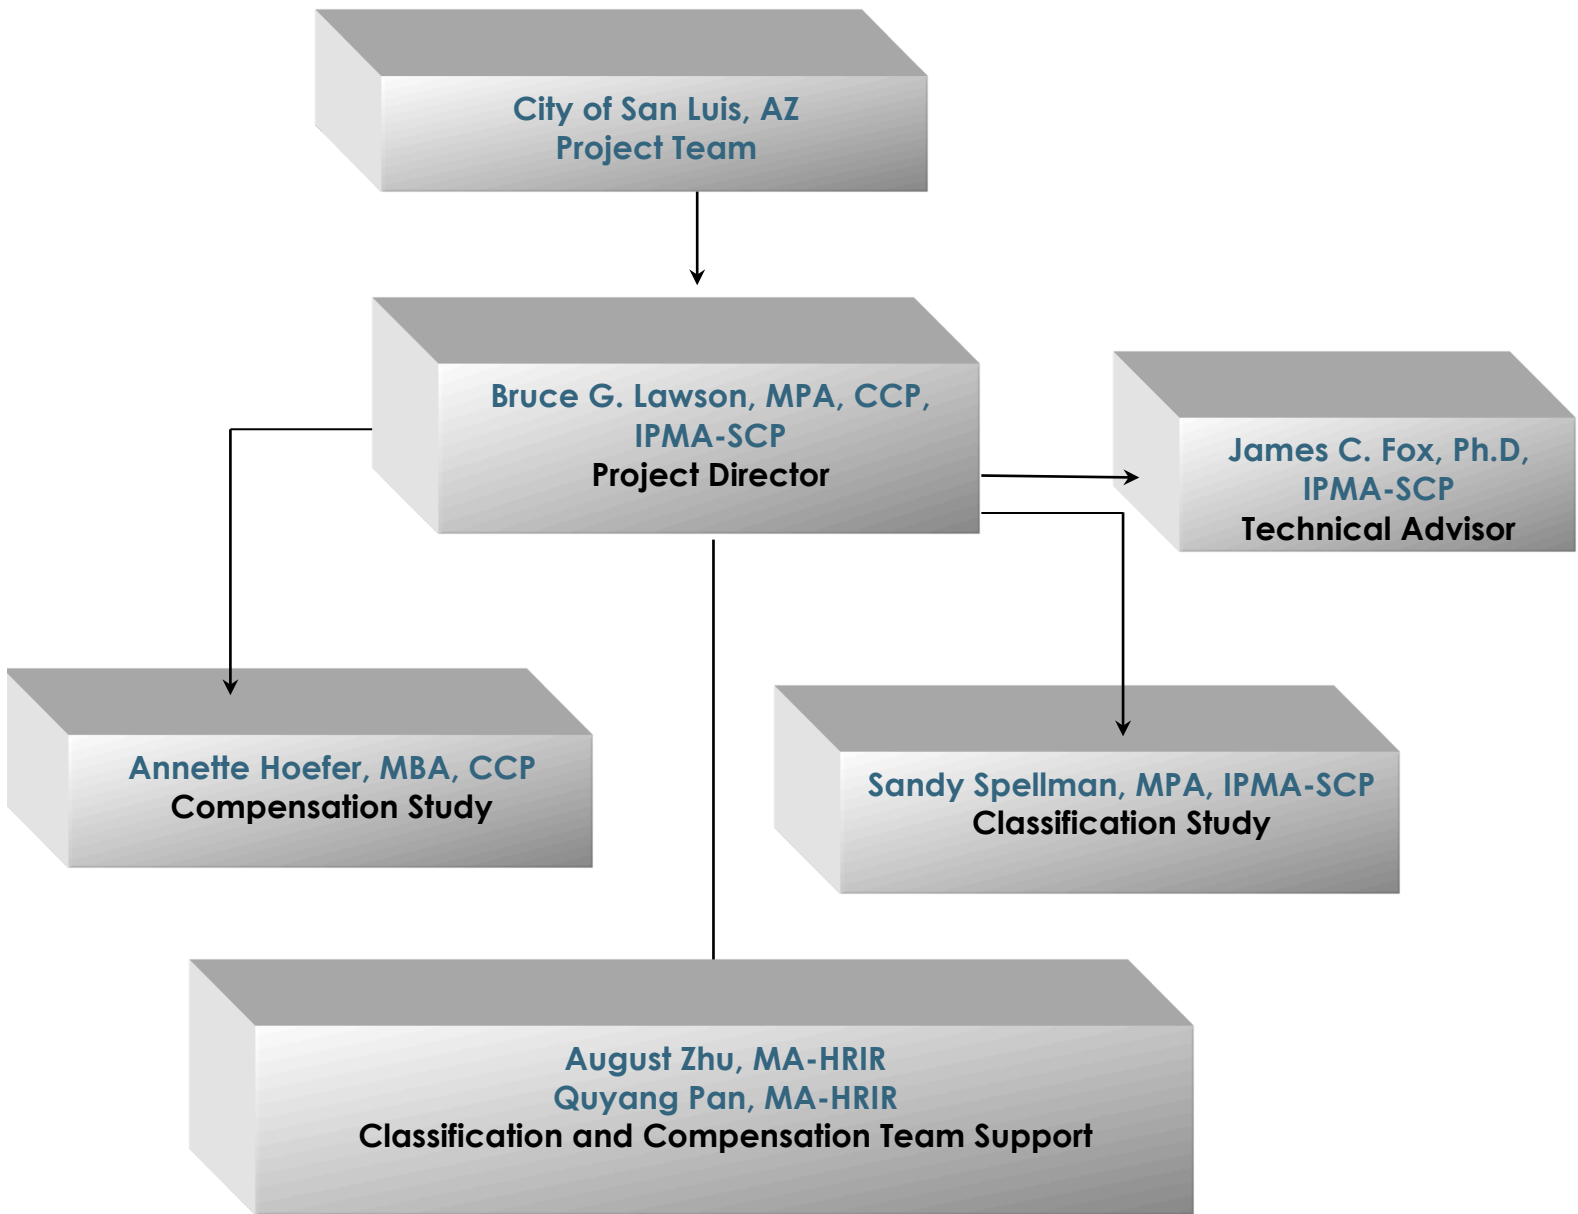 City of San Luis, AZ
Project Team
Bruce G. Lawson, MPA, CCP,
IPMA-SCP
Project Director
James C. Fox, Ph.D,
IPMA-SCP
Technical Advisor
Annette Hoefer, MBA, CCP
Compensation Study
Sandy Spellman, MPA, IPMA-SCP
Classification Study
August Zhu, MA-HRIR
Quyang Pan, MA-HRIR
Classification and Compensation Team Support